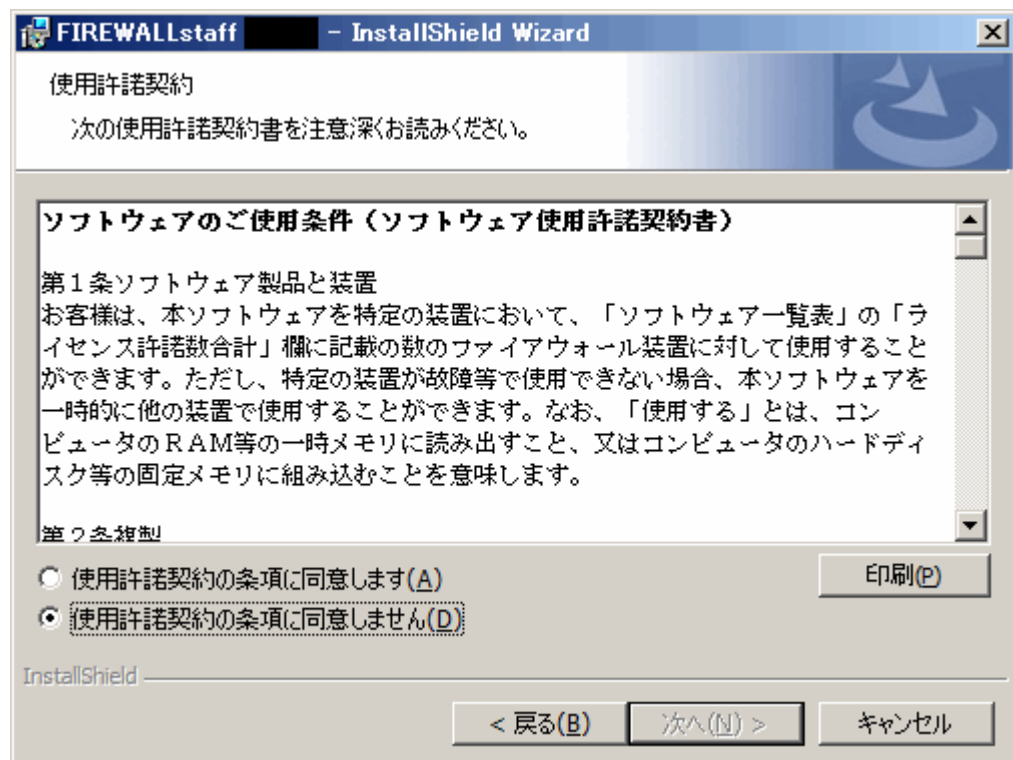 FIREWALLstaff - InstallShield Wizard
使用許諾契約
次の使用許諾契約書を注意深くお読みください。
ソフトウェアのご使用条件（ソフトウェア使用許諾契約書）
第１条ソフトウェア製品と装置
お客様は、本ソフトウェアを特定の装置において、「ソフトウェア一覧表」の「ラ
イセンス許諾数合計」欄に記載の数のファイアウォール装置に対して使用すること
ができます。ただし、特定の装置が故障等で使用できない場合、本ソフトウェアを
一時的に他の装置で使用することができます。なお、「使用する」とは、コン
ピュータのＲＡＭ等の一時メモリに読み出すこと、又はコンピュータのハードディ
スク等の固定メモリに組み込むことを意味します。
第２条複製
使用許諾契約の条項に同意します(A)
印刷(P)
使用許諾契約の条項に同意しません(D)
InstallShield
< 戻る(B)
次へ(N) >
キャンセル